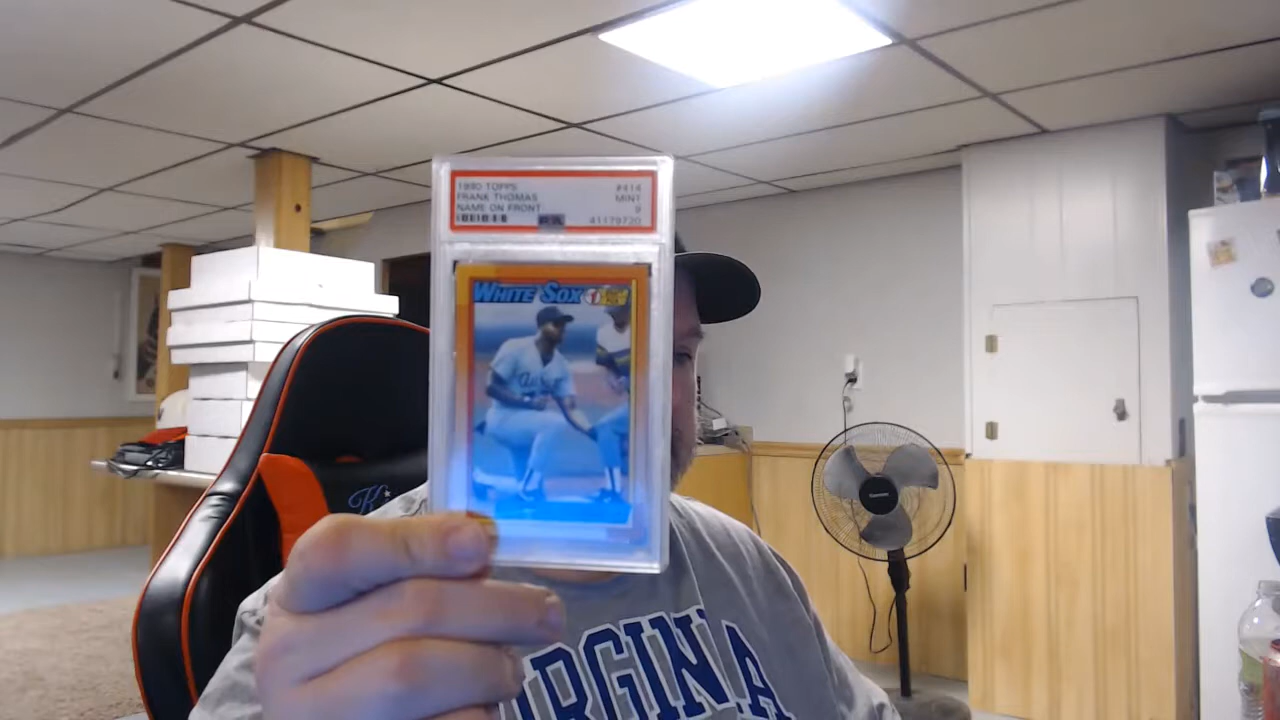 1990 TOPPS #414
FRANK THOMAS MINT
NAME ON FRONT 9
41179720
WHITE SOX
VIRGINIA